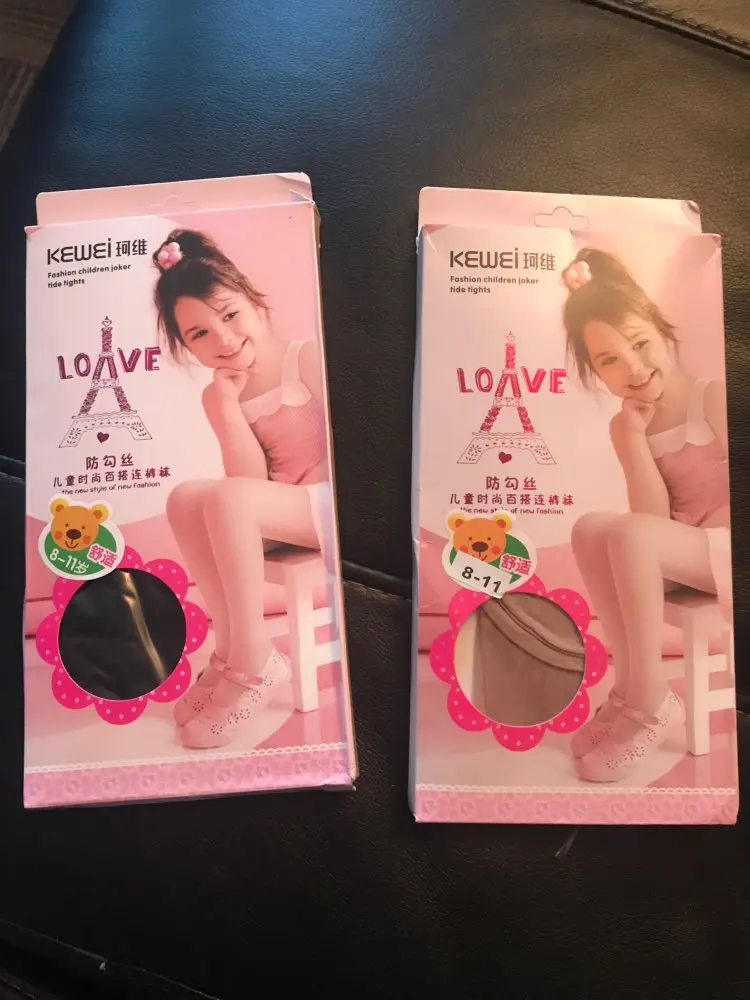 KEWEI 珂维
Fashion children joker
tide tights
LOVE
防勾丝
儿童时尚百搭连裤袜
the new style of new fashion
舒适
8-11岁
KEWEI 珂维
Fashion children joker
tide tights
LOVE
防勾丝
儿童时尚百搭连裤袜
the new style of new fashion
舒适
8-11